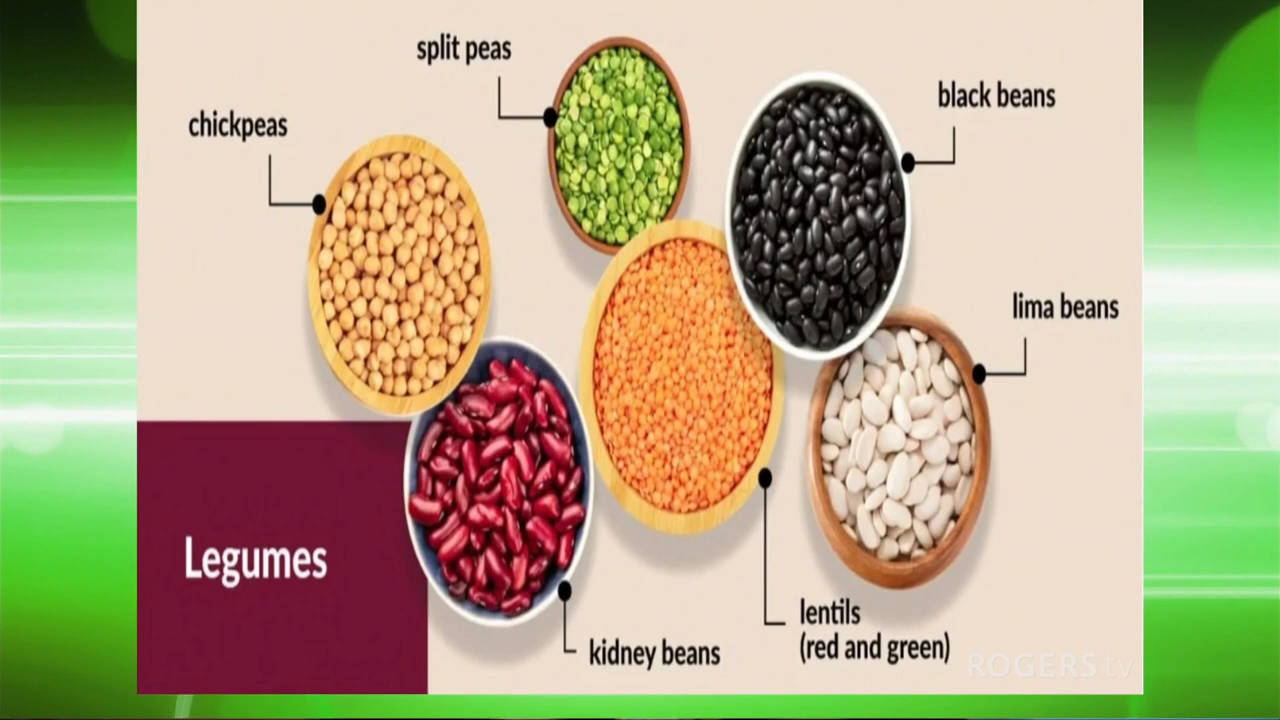 split peas
black beans
chickpeas
lima beans
Legumes
lentils
(red and green)
kidney beans
ROGERS tv